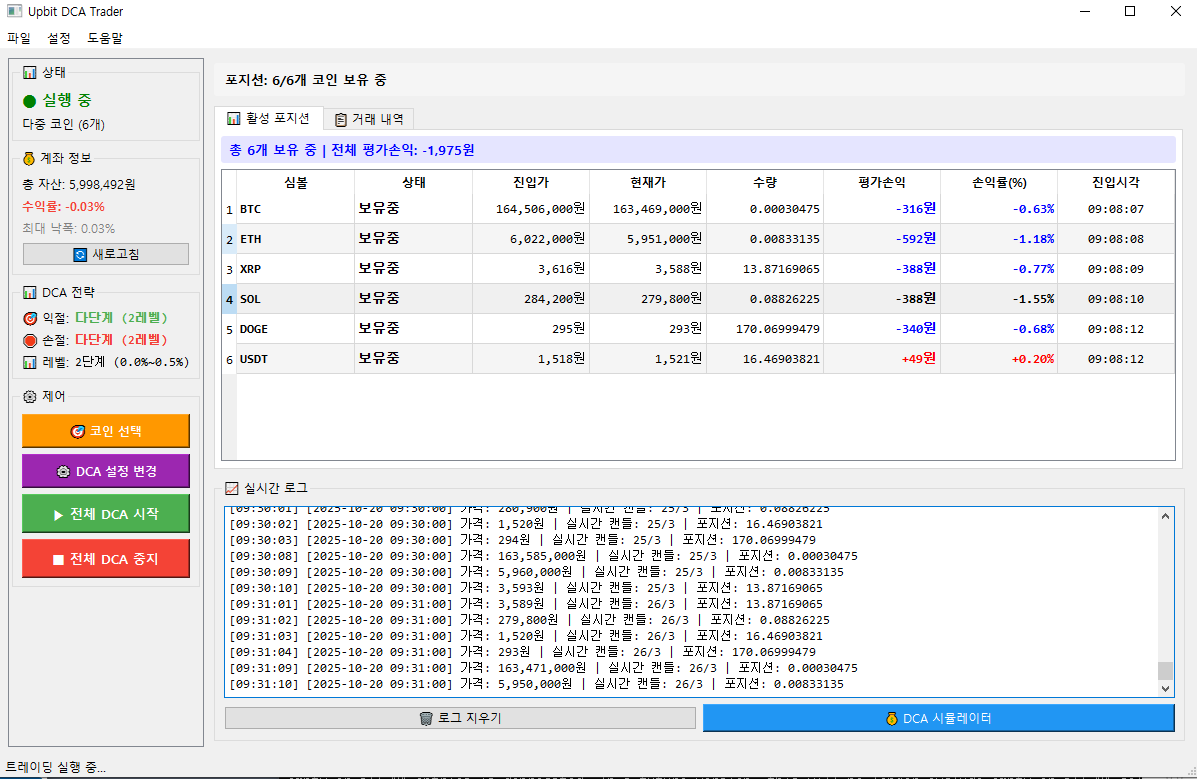 Upbit DCA Trader
파일 설정 도움말
상태
실행 중
다중 코인 (6개)
계좌 정보
총 자산: 5,998,492원
수익률: -0.03%
최대 낙폭: 0.03%
새로고침
DCA 전략
익절: 다단계 (2레벨)
손절: 다단계 (2레벨)
레벨: 2단계 (0.0%~0.5%)
제어
코인 선택
DCA 설정 변경
▶ 전체 DCA 시작
■ 전체 DCA 중지
포지션: 6/6개 코인 보유 중
활성 포지션 거래 내역
총 6개 보유 중 | 전체 평가손익: -1,975원
심볼 상태 진입가 현재가 수량 평가손익 손익률(%) 진입시각
1 BTC 보유중 164,506,000원 163,469,000원 0.00030475 -316원 -0.63% 09:08:07
2 ETH 보유중 6,022,000원 5,951,000원 0.00833135 -592원 -1.18% 09:08:08
3 XRP 보유중 3,616원 3,588원 13.87169065 -388원 -0.77% 09:08:09
4 SOL 보유중 284,200원 279,800원 0.08826225 -388원 -1.55% 09:08:10
5 DOGE 보유중 295원 293원 170.06999479 -340원 -0.68% 09:08:12
6 USDT 보유중 1,518원 1,521원 16.46903821 +49원 +0.20% 09:08:12
실시간 로그
[09:30:01] [2025-10-20 09:30:00] 가격: 280,900원 | 실시간 캔들: 25/3 | 포지션: 0.08826225
[09:30:02] [2025-10-20 09:30:00] 가격: 1,520원 | 실시간 캔들: 25/3 | 포지션: 16.46903821
[09:30:03] [2025-10-20 09:30:00] 가격: 294원 | 실시간 캔들: 25/3 | 포지션: 170.06999479
[09:30:08] [2025-10-20 09:30:00] 가격: 163,585,000원 | 실시간 캔들: 25/3 | 포지션: 0.00030475
[09:30:09] [2025-10-20 09:30:00] 가격: 5,960,000원 | 실시간 캔들: 25/3 | 포지션: 0.00833135
[09:30:10] [2025-10-20 09:30:00] 가격: 3,593원 | 실시간 캔들: 25/3 | 포지션: 13.87169065
[09:31:01] [2025-10-20 09:31:00] 가격: 3,589원 | 실시간 캔들: 26/3 | 포지션: 13.87169065
[09:31:02] [2025-10-20 09:31:00] 가격: 279,800원 | 실시간 캔들: 26/3 | 포지션: 0.08826225
[09:31:03] [2025-10-20 09:31:00] 가격: 1,520원 | 실시간 캔들: 26/3 | 포지션: 16.46903821
[09:31:04] [2025-10-20 09:31:00] 가격: 293원 | 실시간 캔들: 26/3 | 포지션: 170.06999479
[09:31:09] [2025-10-20 09:31:00] 가격: 163,471,000원 | 실시간 캔들: 26/3 | 포지션: 0.00030475
[09:31:10] [2025-10-20 09:31:00] 가격: 5,950,000원 | 실시간 캔들: 26/3 | 포지션: 0.00833135
로그 지우기
DCA 시뮬레이터
트레이딩 실행 중...